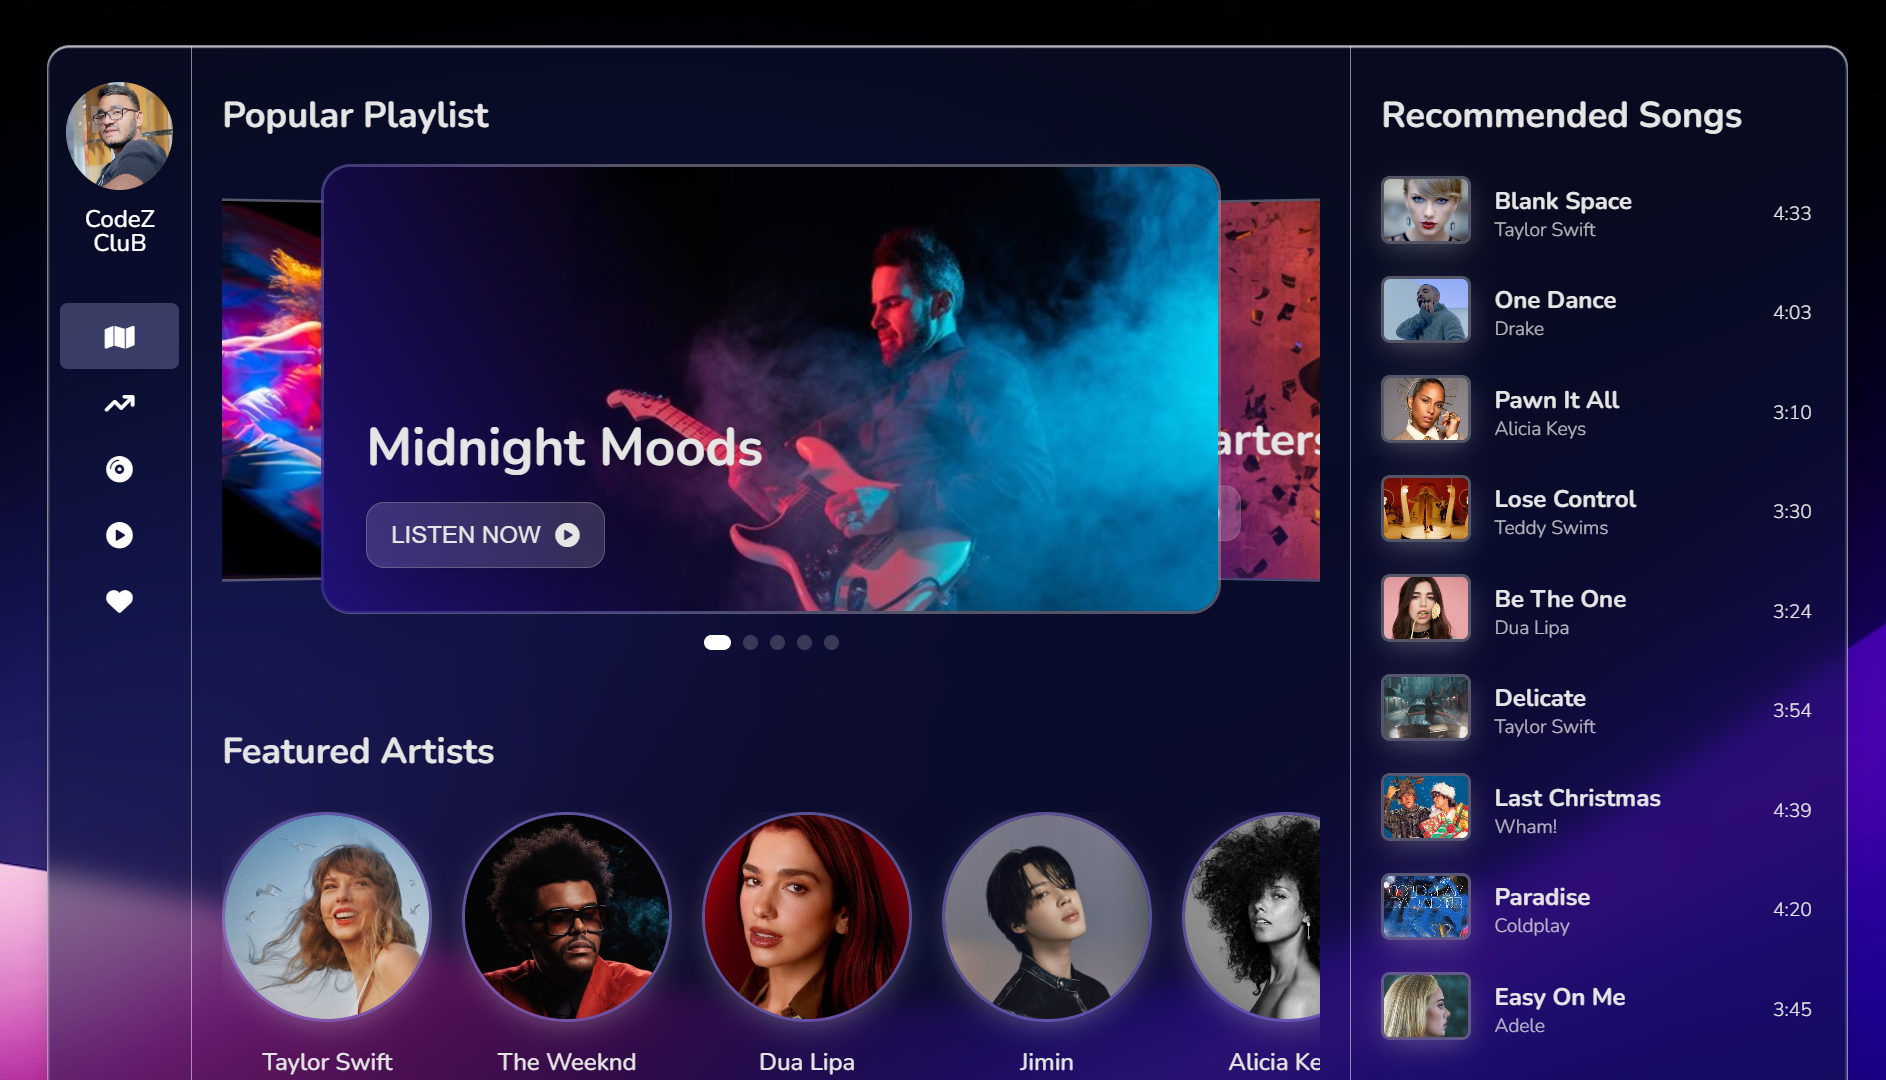 CodeZ
CluB
Popular Playlist
Midnight Moods
LISTEN NOW
arters
Featured Artists
Taylor Swift
The Weeknd
Dua Lipa
Jimin
Alicia Ke
Recommended Songs
Blank Space
Taylor Swift
4:33
One Dance
Drake
4:03
Pawn It All
Alicia Keys
3:10
Lose Control
Teddy Swims
3:30
Be The One
Dua Lipa
3:24
Delicate
Taylor Swift
3:54
Last Christmas
Wham!
4:39
Paradise
Coldplay
4:20
Easy On Me
Adele
3:45